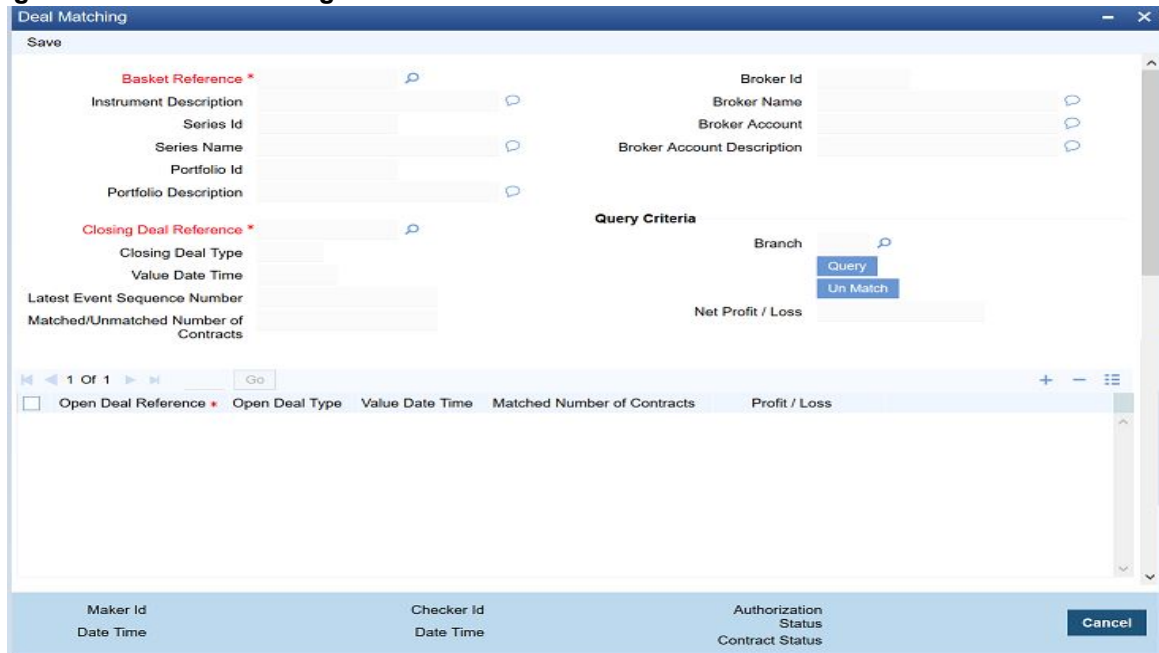 Deal Matching
Save
Basket Reference *
Instrument Description
Series Id
Series Name
Portfolio Id
Portfolio Description
Broker Id
Broker Name
Broker Account
Broker Account Description
Closing Deal Reference *
Closing Deal Type
Value Date Time
Latest Event Sequence Number
Matched/Unmatched Number of
Contracts
Query Criteria
Branch
Query
Un Match
Net Profit / Loss
1 Of 1 Go
Open Deal Reference * Open Deal Type Value Date Time Matched Number of Contracts Profit / Loss
Maker Id
Date Time
Checker Id
Date Time
Authorization
Status
Contract Status
Cancel